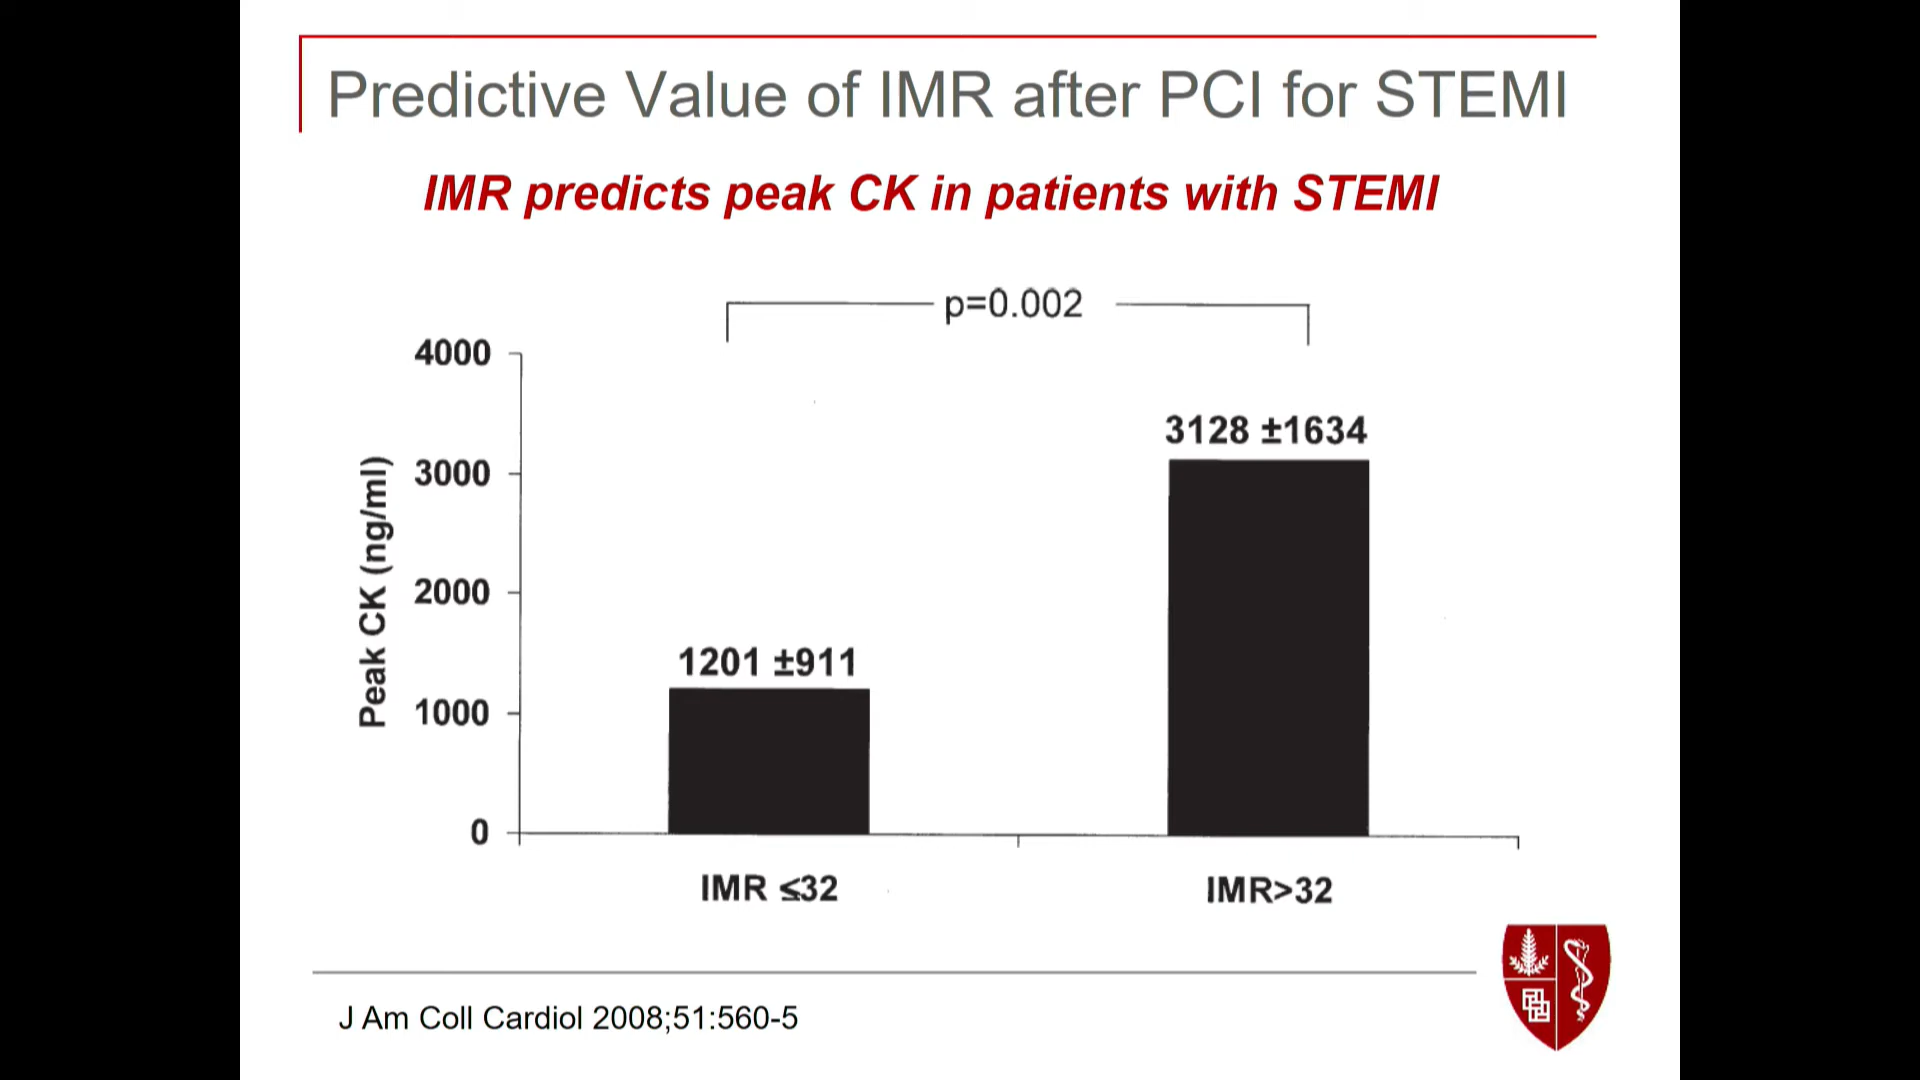 Predictive Value of IMR after PCI for STEMI
IMR predicts peak CK in patients with STEMI
p=0.002
4000
3000
2000
1000
0
Peak CK (ng/ml)
1201 ±911
3128 ±1634
IMR ≤32
IMR>32
J Am Coll Cardiol 2008;51:560-5